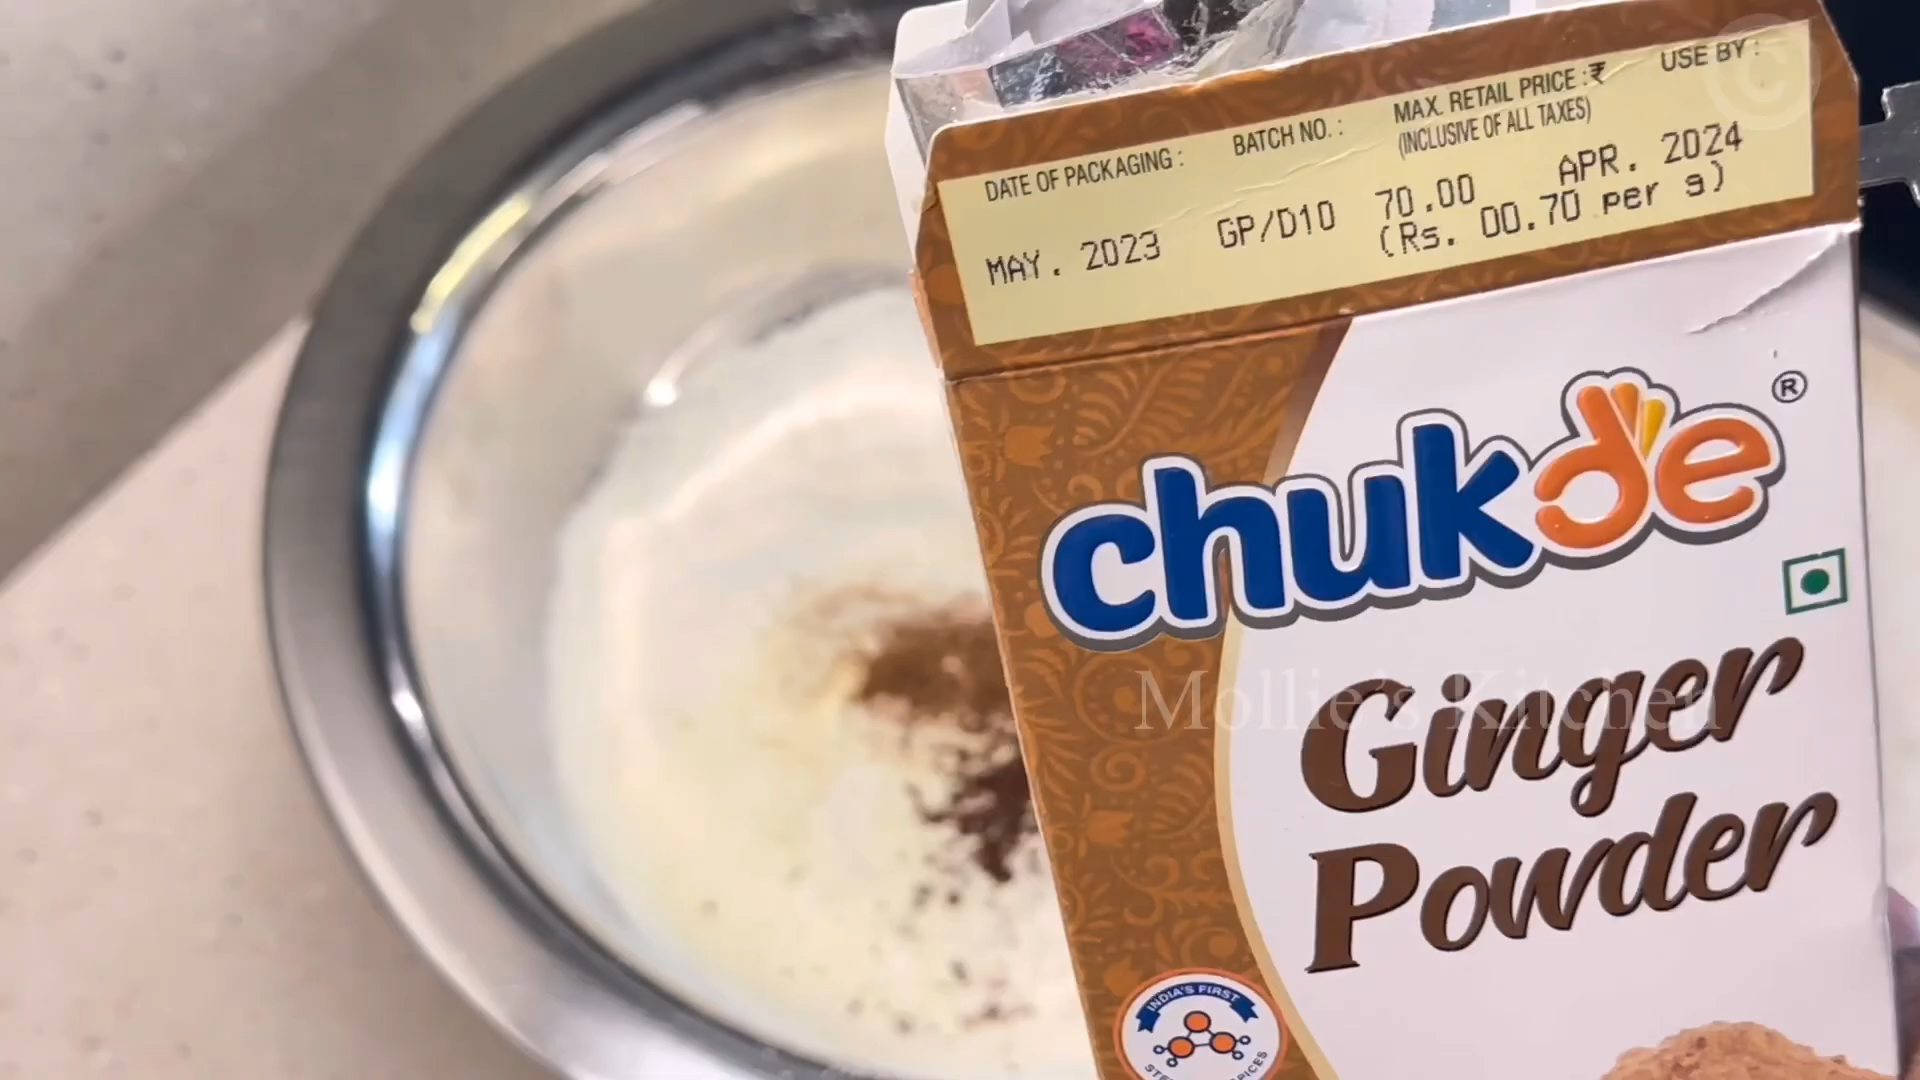 DATE OF PACKAGING :
BATCH NO. :
MAX. RETAIL PRICE : ₹
(INCLUSIVE OF ALL TAXES)
USE BY :
MAY. 2023
GP/D10
70.00
APR. 2024
(Rs. 00.70 per g)
chukde ®
Mollie's Kitchen
Ginger
Powder
INDIA'S FIRST
©